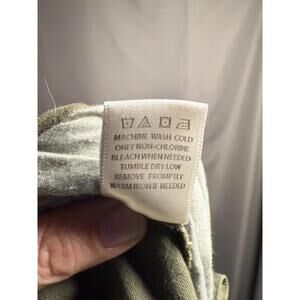 MACHINE WASH COLD
ONLY NON-CHLORINE
BLEACH WHEN NEEDED
TUMBLE DRY LOW
REMOVE PROMPTLY
WARM IRON IF NEEDED